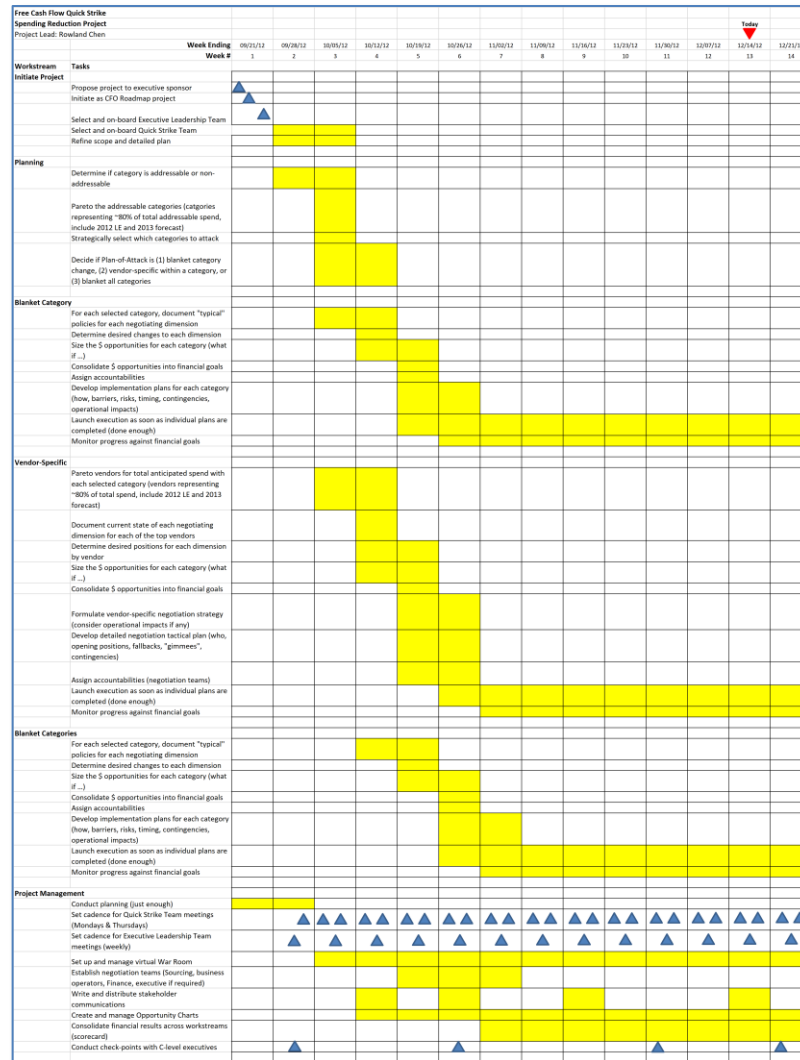 Free Cash Flow Quick Strike
Spending Reduction Project
Today
Project Lead: Rowland Chen
Week Ending 09/21/12 09/28/12 10/05/12 10/12/12 10/19/12 10/26/12 11/02/12 11/09/12 11/16/12 11/23/12 11/30/12 12/07/12 12/14/12 12/21/1
Week # 1 2 3 4 5 6 7 8 9 10 11 12 13 14
Workstream Tasks
Initiate Project
Propose project to executive sponsor
Initiate as CFO Roadmap project
Select and on-board Executive Leadership Team
Select and on-board Quick Strike Team
Refine scope and detailed plan
Planning
Determine if category is addressable or non-
addressable
Pareto the addressable categories (catgories
representing ~80% of total addressable spend,
include 2012 LE and 2013 forecast)
Strategically select which categories to attack
Decide if Plan-of-Attack is (1) blanket category
change, (2) vendor-specific within a category, or
(3) blanket all categories
Blanket Category
For each selected category, document "typical"
policies for each negotiating dimension
Determine desired changes to each dimension
Size the $ opportunities for each category (what
if ...)
Consolidate $ opportunities into financial goals
Assign accountabilities
Develop implementation plans for each category
(how, barriers, risks, timing, contingencies,
operational impacts)
Launch execution as soon as individual plans are
completed (done enough)
Monitor progress against financial goals
Vendor-Specific
Pareto vendors for total anticipated spend with
each selected category (vendors representing
~80% of total spend, include 2012 LE and 2013
forecast)
Document current state of each negotiating
dimension for each of the top vendors
Determine desired positions for each dimension
by vendor
Size the $ opportunities for each category (what
if ...)
Consolidate $ opportunities into financial goals
Formulate vendor-specific negotiation strategy
(consider operational impacts if any)
Develop detailed negotiation tactical plan (who,
opening positions, fallbacks, "gimmees",
contingencies)
Assign accountabilities (negotiation teams)
Launch execution as soon as individual plans are
completed (done enough)
Monitor progress against financial goals
Blanket Categories
For each selected category, document "typical"
policies for each negotiating dimension
Determine desired changes to each dimension
Size the $ opportunities for each category (what
if ...)
Consolidate $ opportunities into financial goals
Assign accountabilities
Develop implementation plans for each category
(how, barriers, risks, timing, contingencies,
operational impacts)
Launch execution as soon as individual plans are
completed (done enough)
Monitor progress against financial goals
Project Management
Conduct planning (just enough)
Set cadence for Quick Strike Team meetings
(Mondays & Thursdays)
Set cadence for Executive Leadership Team
meetings (weekly)
Set up and manage virtual War Room
Establish negotiation teams (Sourcing, business
operators, Finance, executive if required)
Write and distribute stakeholder
communications
Create and manage Opportunity Charts
Consolidate financial results across workstreams
(scorecard)
Conduct check-points with C-level executives